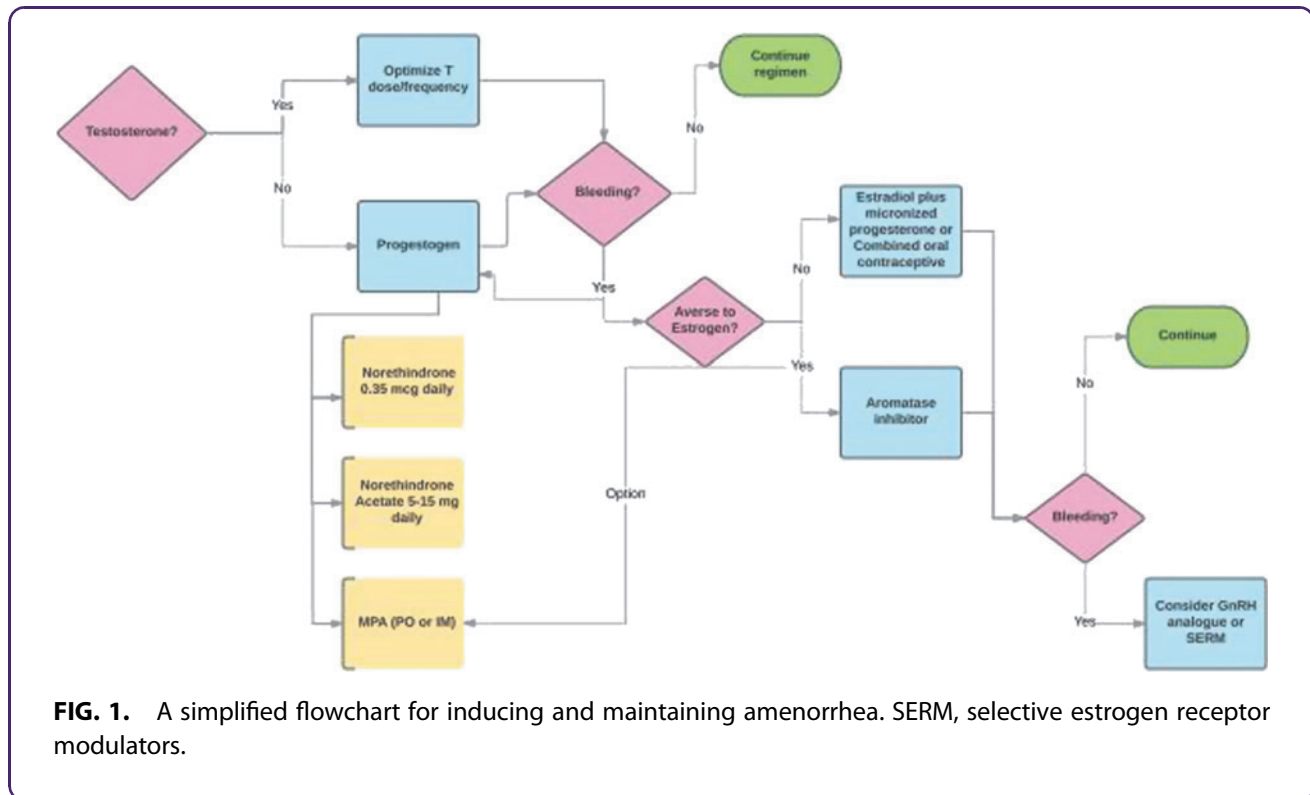 Testosterone?
Yes
No
Optimize T
dose/frequency
Progestogen
Bleeding?
No
Continue
regimen
Yes
Averse to
Estrogen?
No
Yes
Estradiol plus
micronized
progesterone or
Combined oral
contraceptive
Aromatase
inhibitor
Norethindrone
0.35 mcg daily
Norethindrone
Acetate 5-15 mg
daily
MPA (PO or IM)
Option
Bleeding?
No
Continue
Yes
Consider GnRH
analogue or
SERM
FIG. 1. A simplified flowchart for inducing and maintaining amenorrhea. SERM, selective estrogen receptor
modulators.